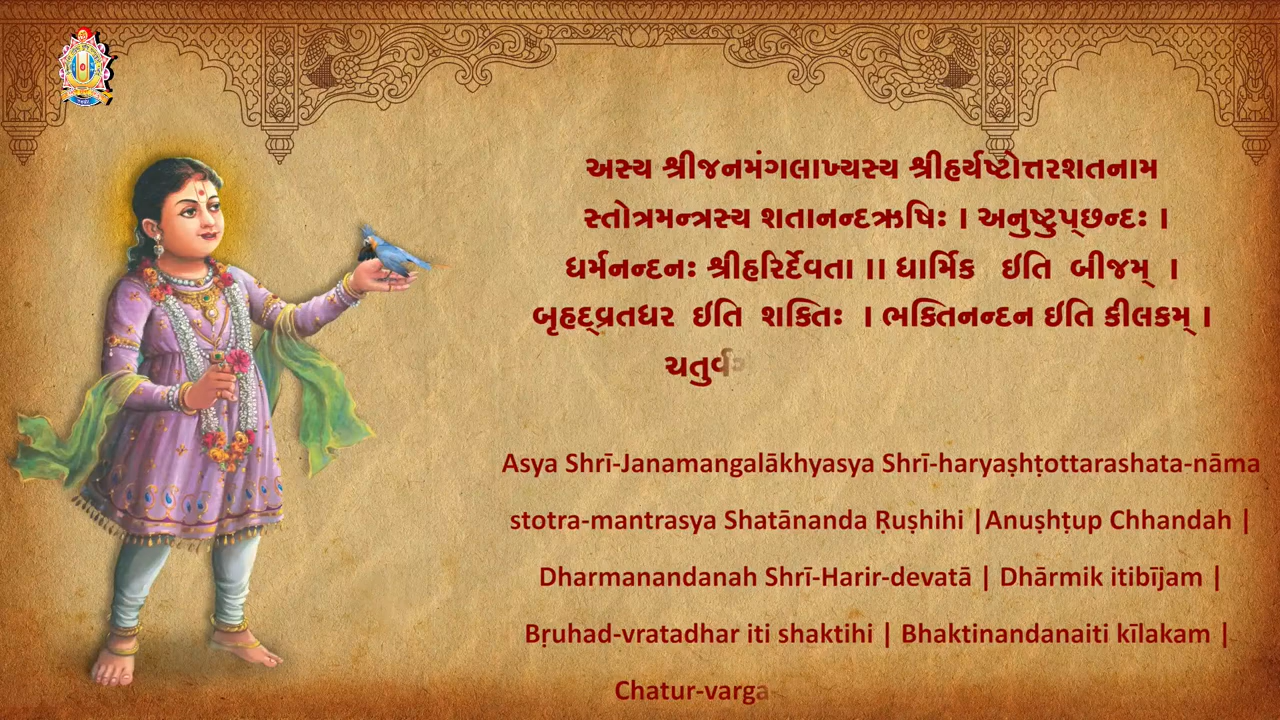 અસ્ય શ્રીજનમંગલાખ્યસ્ય શ્રીહર્યષ્ટોત્તરશતનામ
સ્તોત્રમન્ત્રસ્ય શતાનન્દઋષિઃ । અનુષ્ટુપ્છન્દઃ ।
ધર્મનન્દનઃ શ્રીહરિર્દેવતા ।। ધાર્મિક ઇતિ બીજમ્ ।
બૃહદ્વ્રતધર ઇતિ શક્તિઃ । ભક્તિનન્દન ઇતિ કીલકમ્ ।
Asya Shrī-Janamangalākhyasya Shrī-haryaṣhṭottarashata-nāma
stotra-mantrasya Shatānanda Ṛuṣhihi |Anuṣhṭup Chhandah |
Dharmanandanah Shrī-Harir-devatā | Dhārmik itibījam |
Bṛuhad-vratadhar iti shaktihi | Bhaktinandanaiti kīlakam |
Chatur-varga